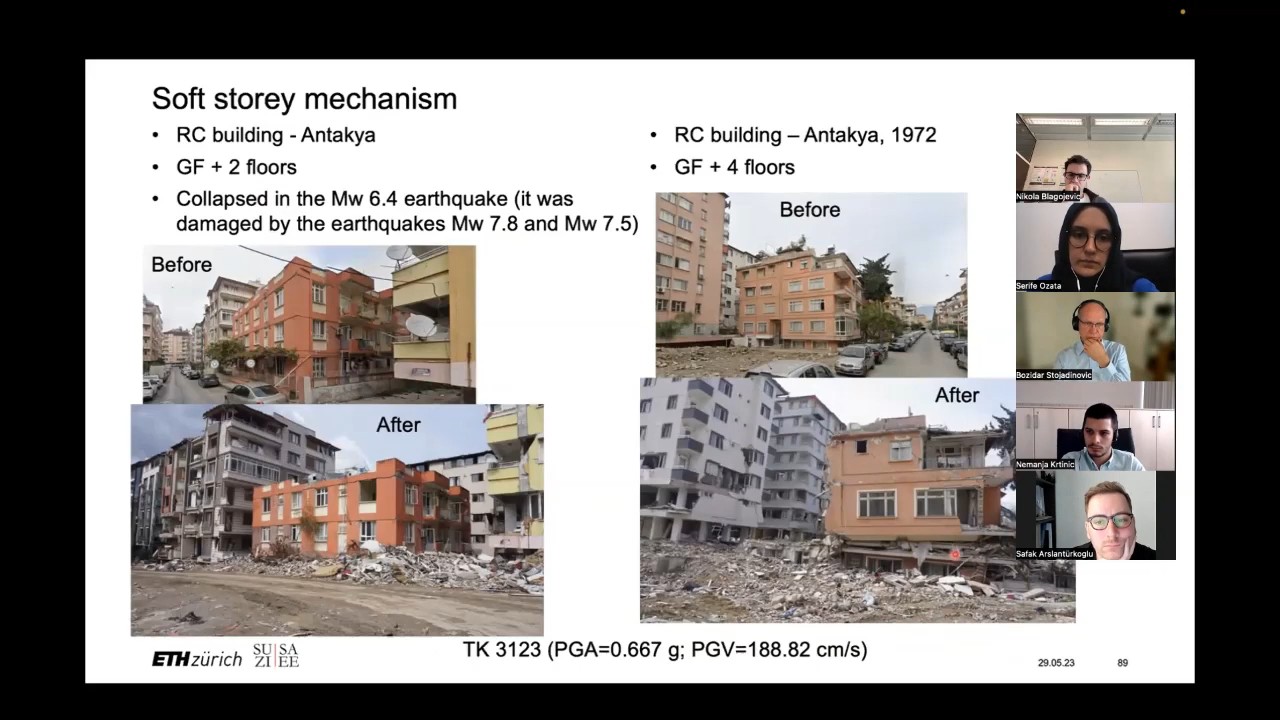 Soft storey mechanism
• RC building - Antakya
• GF + 2 floors
• Collapsed in the Mw 6.4 earthquake (it was
damaged by the earthquakes Mw 7.8 and Mw 7.5)
Before
After
• RC building – Antakya, 1972
• GF + 4 floors
Before
After
TK 3123 (PGA=0.667 g; PGV=188.82 cm/s)
ETH zürich
SU|SA
ZI|EE
29.05.23
89
Nikola Blagojevic
Serife Ozata
Bozidar Stojadinovic
Nemanja Krtinic
Safak Arslantürkoglu